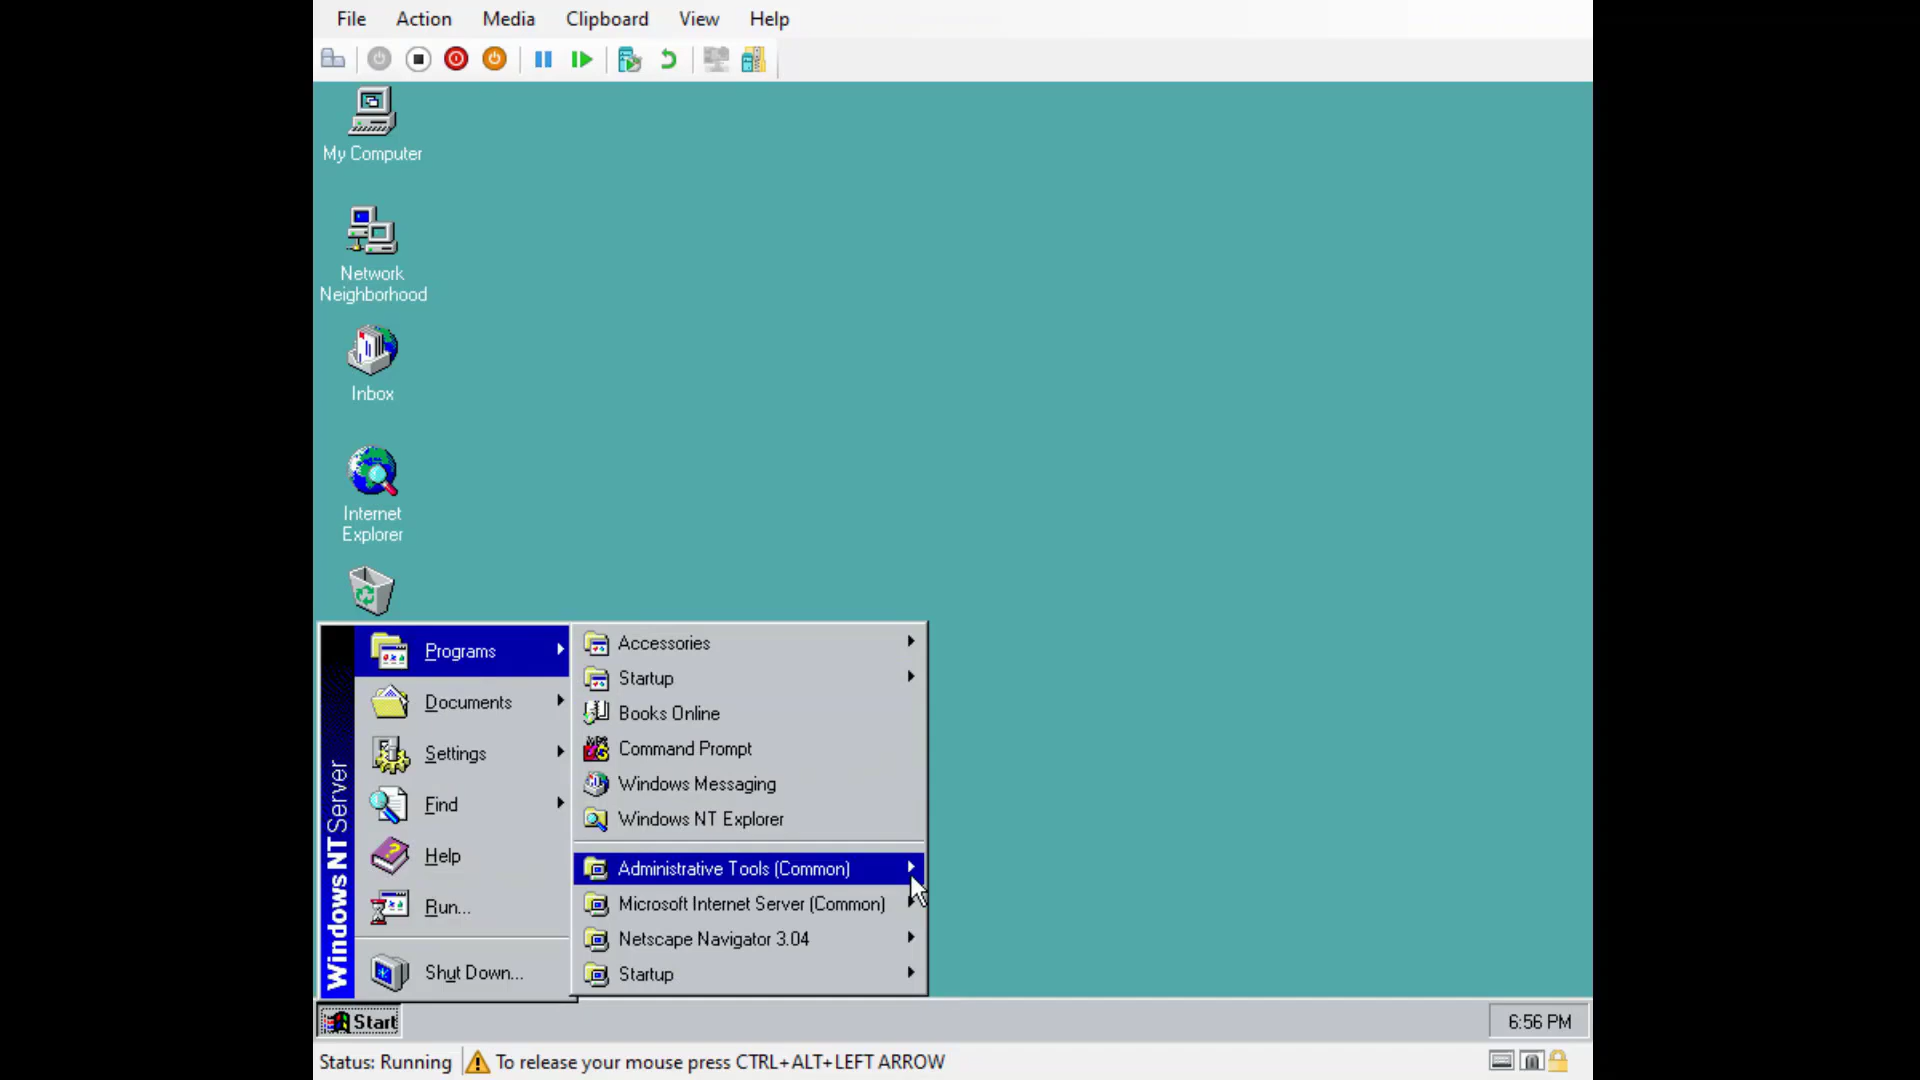 File Action Media Clipboard View Help
My Computer
Network
Neighborhood
Inbox
Internet
Explorer
Windows NT Server
Programs
Documents
Settings
Find
Help
Run...
Shut Down...
Accessories
Startup
Books Online
Command Prompt
Windows Messaging
Windows NT Explorer
Administrative Tools (Common)
Microsoft Internet Server (Common)
Netscape Navigator 3.04
Startup
Start
6:56 PM
Status: Running
To release your mouse press CTRL+ALT+LEFT ARROW